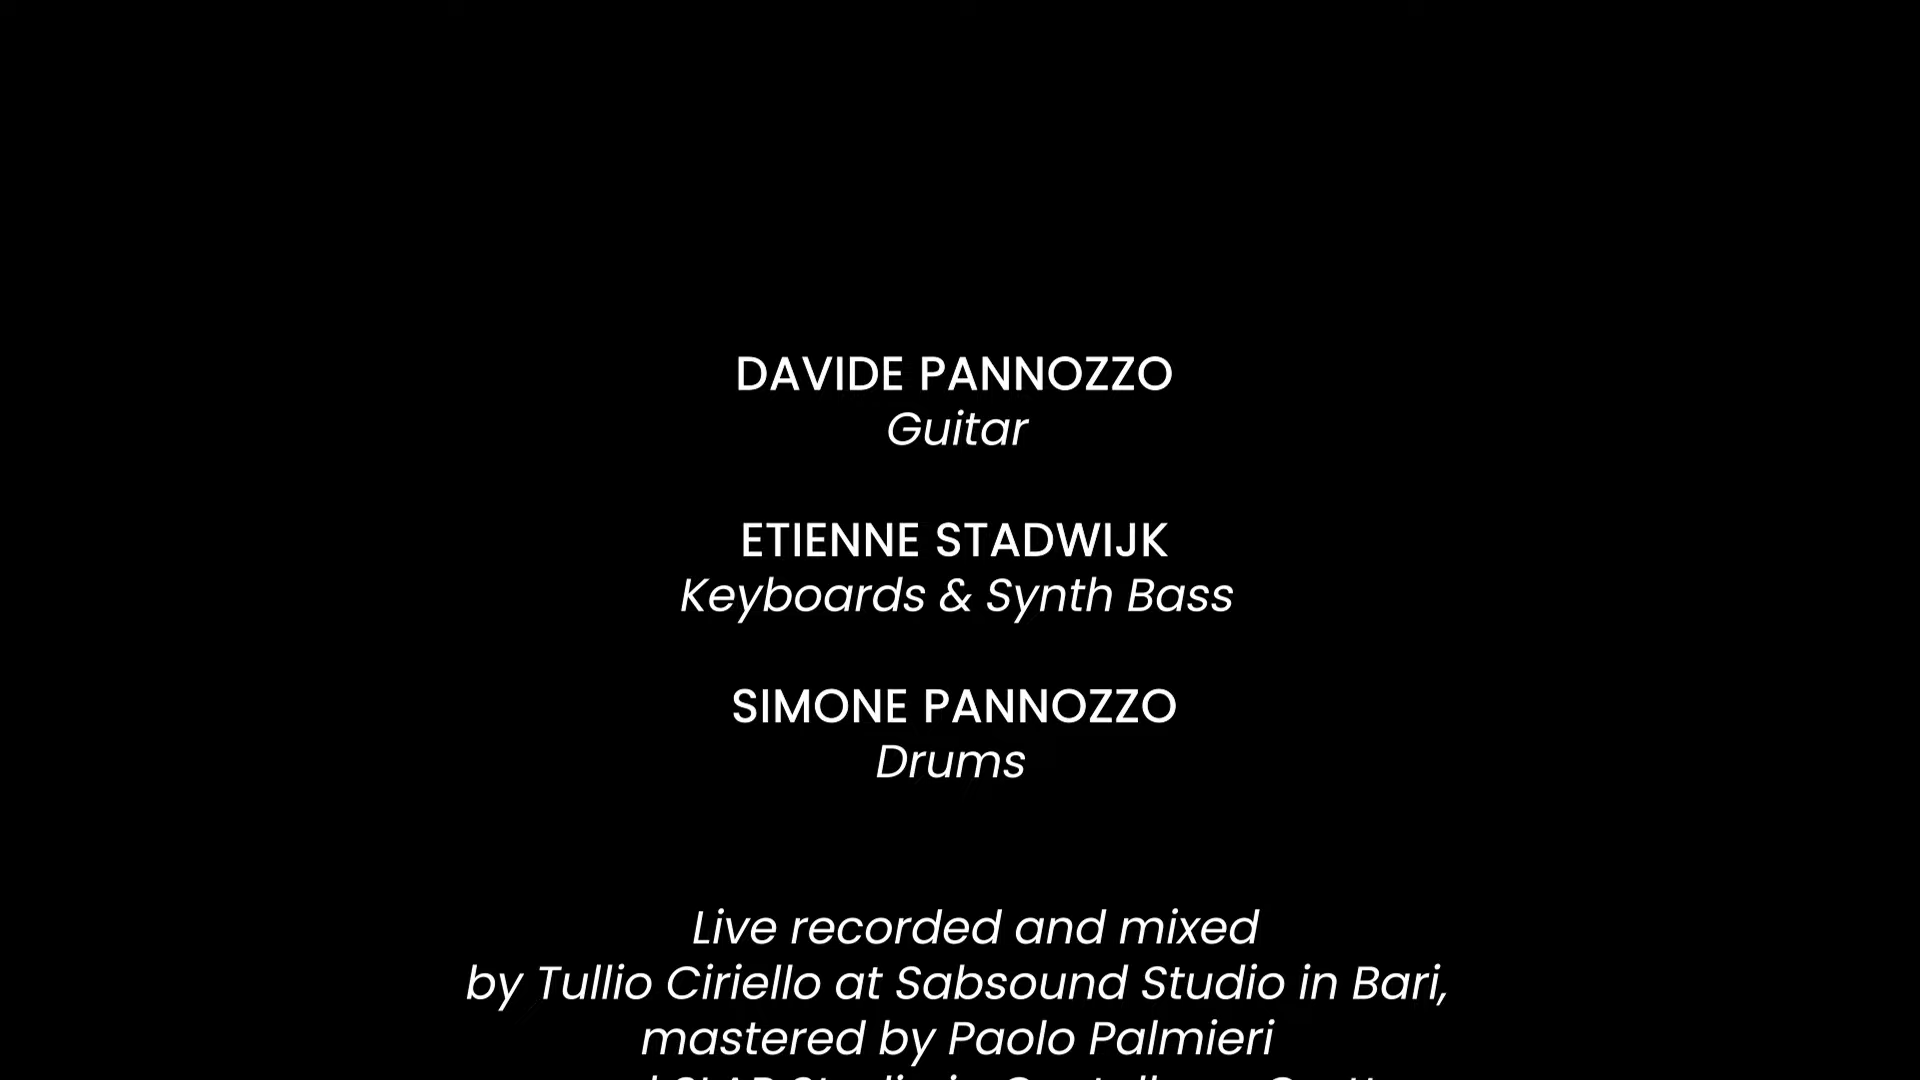 DAVIDE PANNOZZO
Guitar
ETIENNE STADWIJK
Keyboards & Synth Bass
SIMONE PANNOZZO
Drums
Live recorded and mixed
by Tullio Ciriello at Sabsound Studio in Bari,
mastered by Paolo Palmieri